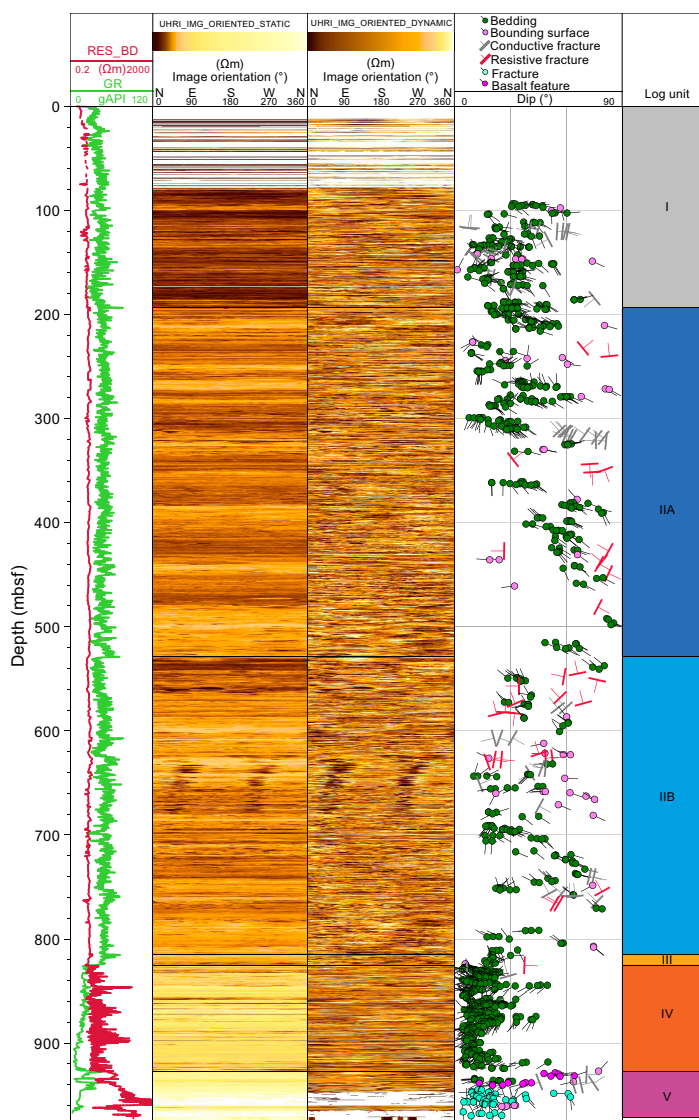 RES_BD
0.2 (Ωm)2000
GR
0 gAPI 120
UHRI_IMG_ORIENTED_STATIC
(Ωm)
Image orientation (°)
N E S W N
0 90 180 270 360
UHRI_IMG_ORIENTED_DYNAMIC
(Ωm)
Image orientation (°)
N E S W N
0 90 180 270 360
Bedding
Bounding surface
Conductive fracture
Resistive fracture
Fracture
Basalt feature
Dip (°)
0 90
Log unit
Depth (mbsf)
0
100
200
300
400
500
600
700
800
900
I
IIA
IIB
III
IV
V